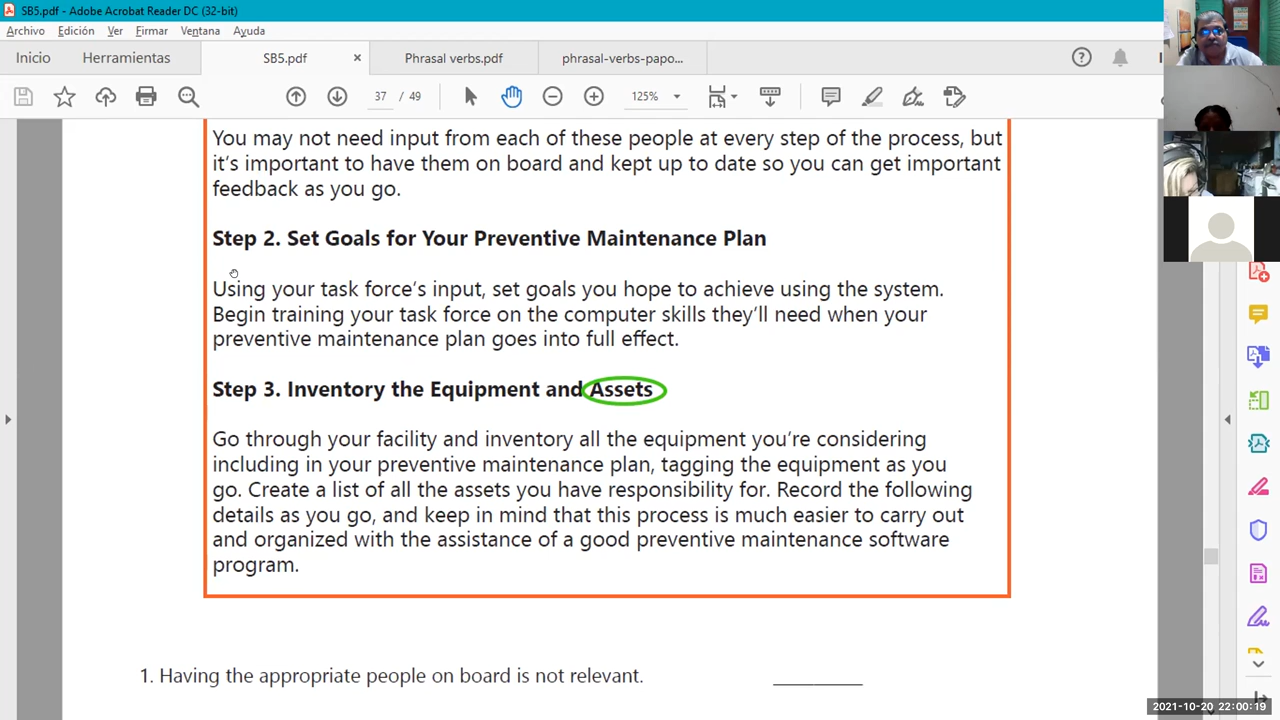 SB5.pdf - Adobe Acrobat Reader DC (32-bit)
Archivo Edición Ver Firmar Ventana Ayuda
Inicio Herramientas SB5.pdf × Phrasal verbs.pdf phrasal-verbs-papo...
37 / 49 125%
You may not need input from each of these people at every step of the process, but
it's important to have them on board and kept up to date so you can get important
feedback as you go.
Step 2. Set Goals for Your Preventive Maintenance Plan
Using your task force's input, set goals you hope to achieve using the system.
Begin training your task force on the computer skills they'll need when your
preventive maintenance plan goes into full effect.
Step 3. Inventory the Equipment and Assets
Go through your facility and inventory all the equipment you're considering
including in your preventive maintenance plan, tagging the equipment as you
go. Create a list of all the assets you have responsibility for. Record the following
details as you go, and keep in mind that this process is much easier to carry out
and organized with the assistance of a good preventive maintenance software
program.
1. Having the appropriate people on board is not relevant. _________
2021-10-20 22:00:19